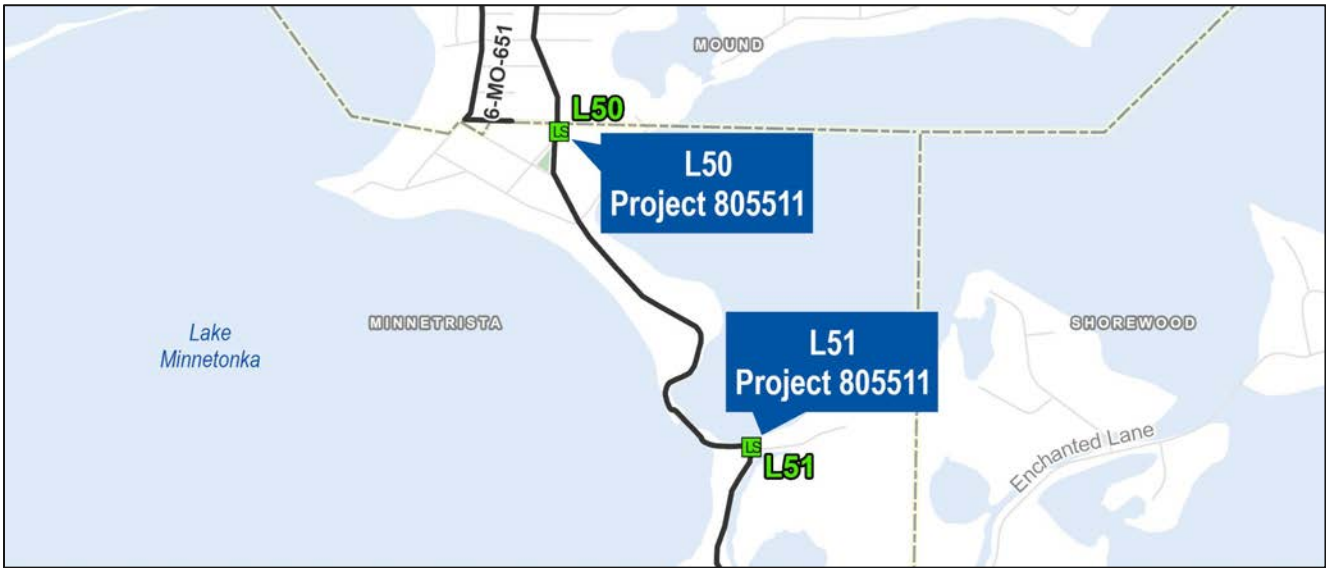 MOUND
6-MO-651
L50
LS
L50
Project 805511
MINNETRISTA
Lake
Minnetonka
SHOREWOOD
L51
Project 805511
LS
L51
Enchanted Lane